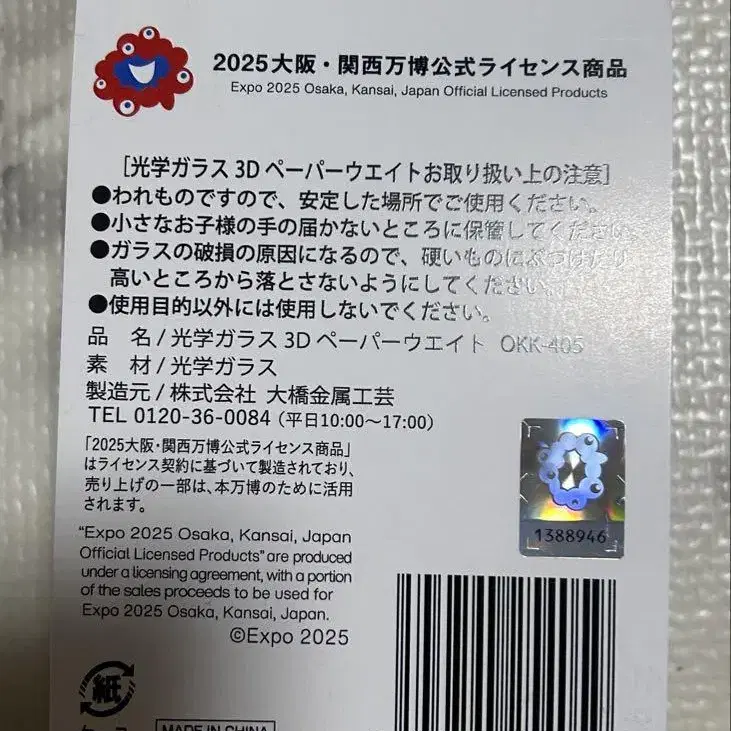 2025大阪・関西万博公式ライセンス商品
Expo 2025 Osaka, Kansai, Japan Official Licensed Products
[光学ガラス 3D ペーパーウエイトお取り扱い上の注意]
●われものですので、安定した場所でご使用ください。
●小さなお子様の手の届かないところに保管してください
●ガラスの破損の原因になるので、硬いものにぶつけたり
高いところから落とさないようにしてください。
●使用目的以外には使用しないでください。
品 名/光学ガラス 3D ペーパーウエイト OKK-405
素 材/光学ガラス
製造元/株式会社 大橋金属工芸
TEL 0120-36-0084 (平日10:00〜17:00)
「2025大阪・関西万博公式ライセンス商品」
はライセンス契約に基づいて製造されており、
売り上げの一部は、本万博のために活用
されます。
1388946
"Expo 2025 Osaka, Kansai, Japan
Official Licensed Products" are produced
under a licensing agreement, with a portion
of the sales proceeds to be used for
Expo 2025 Osaka, Kansai, Japan.
©Expo 2025
紙
MADE IN CHINA